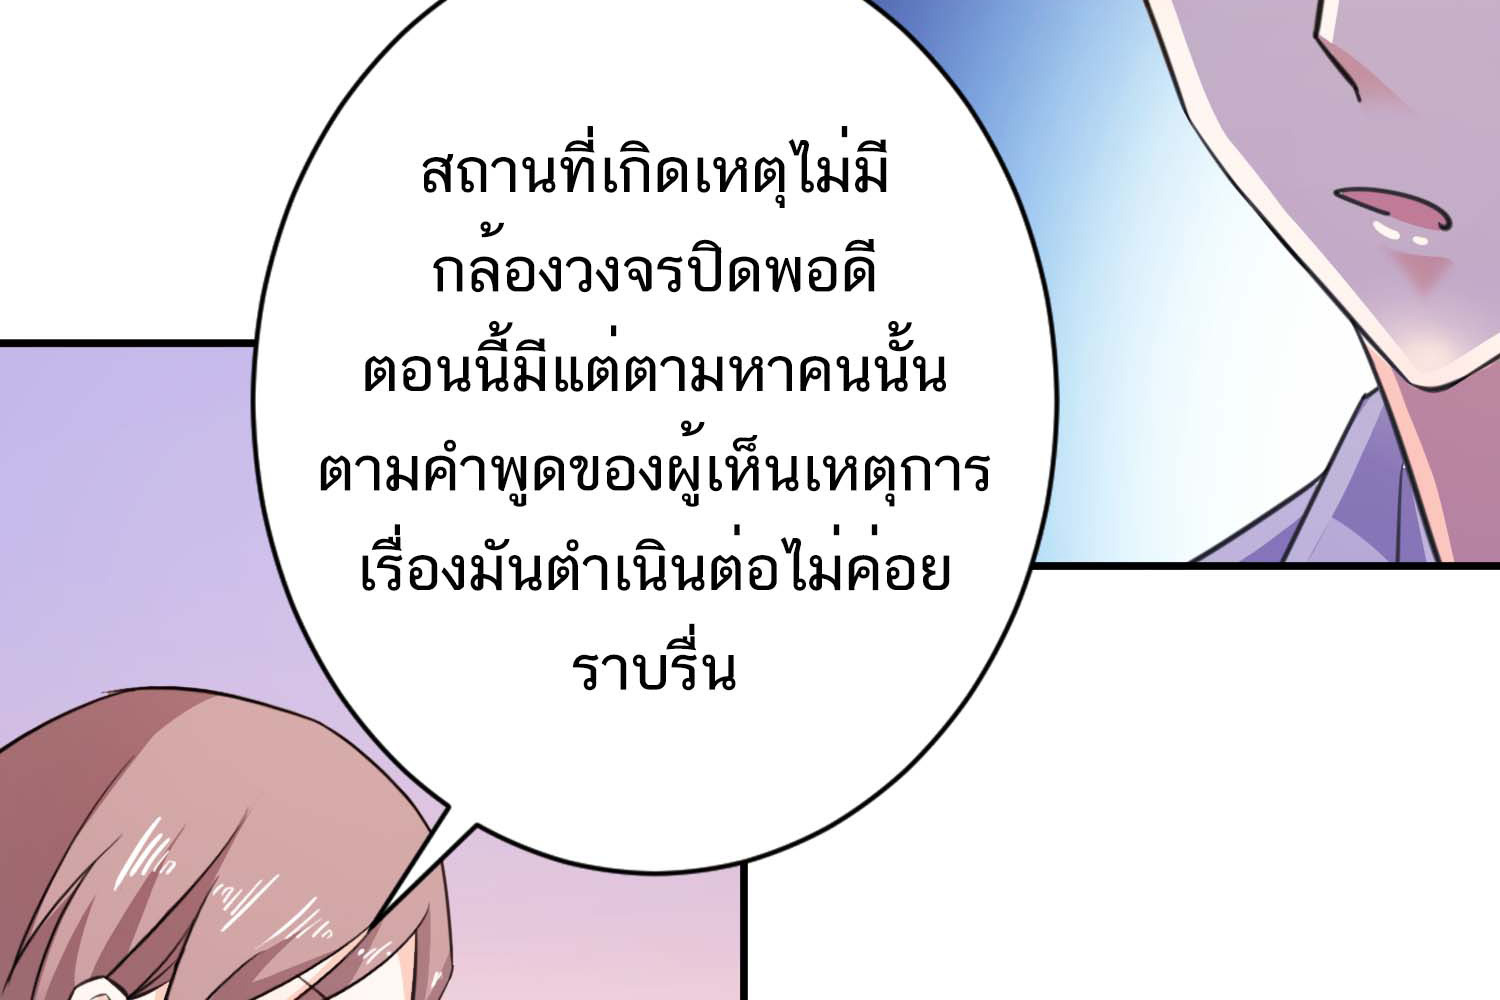 สถานที่เกิดเหตุไม่มี
กล้องวงจรปิดพอดี
ตอนนี้มีแต่ตามหาคนนั้น
ตามคำพูดของผู้เห็นเหตุการ
เรื่องมันตำเนินต่อไม่ค่อย
ราบรื่น